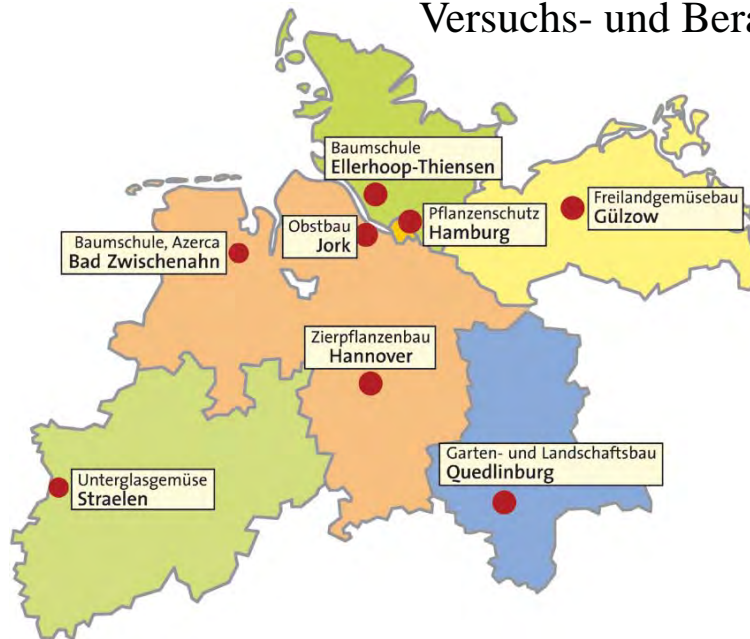 Versuchs- und Bera
Baumschule
Ellerhoop-Thiensen
Freilandgemüsebau
Gülzow
Pflanzenschutz
Hamburg
Obstbau
Jork
Baumschule, Azerca
Bad Zwischenahn
Zierpflanzenbau
Hannover
Garten- und Landschaftsbau
Quedlinburg
Unterglasgemüse
Straelen